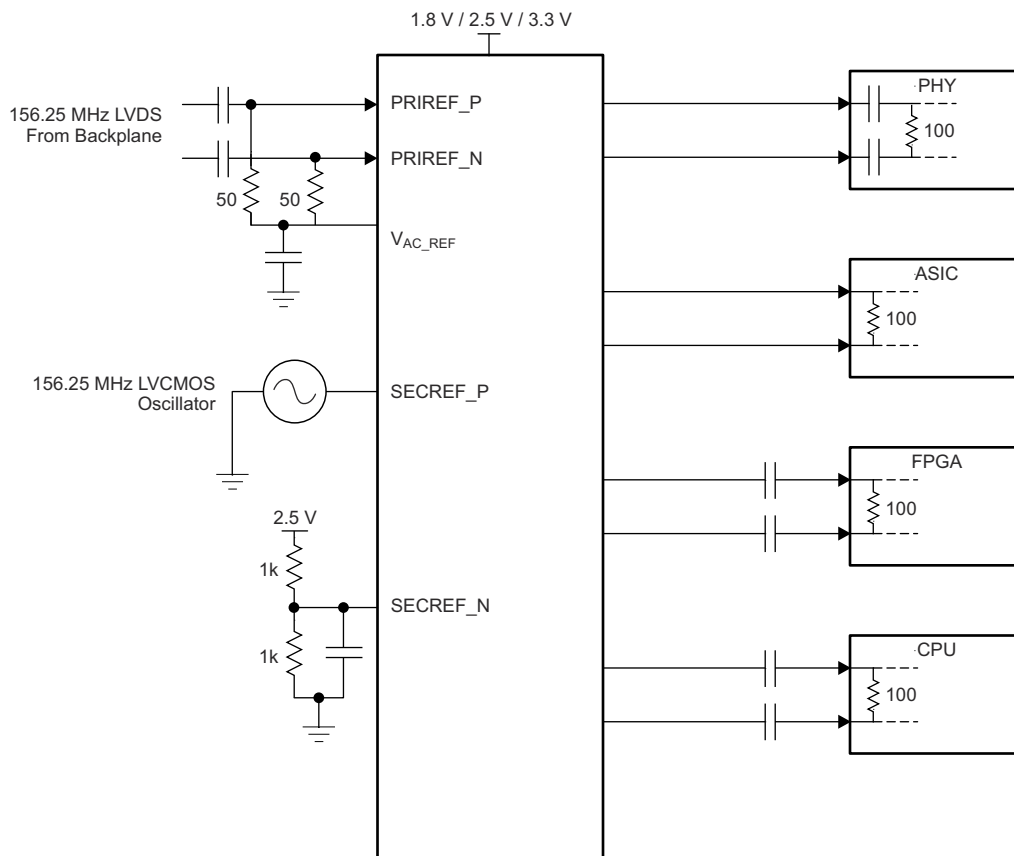 1.8 V / 2.5 V / 3.3 V
156.25 MHz LVDS
From Backplane
PRIREF_P
PRIREF_N
50
50
VAC_REF
156.25 MHz LVCMOS
Oscillator
SECREF_P
2.5 V
1k
SECREF_N
1k
PHY
100
ASIC
100
FPGA
100
CPU
100